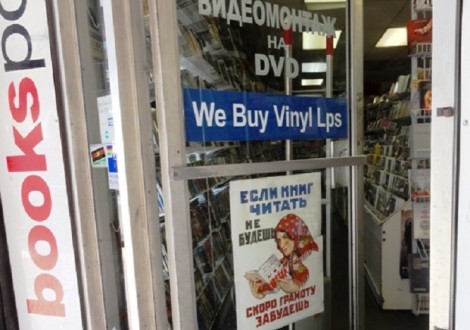 books
ВИДЕОМОНТАЖ
НА
DVD
We Buy Vinyl Lps
ЕСЛИ КНИГ
ЧИТАТЬ
НЕ
БУДЕШЬ
СКОРО ГРАМОТУ
ЗАБУДЕШЬ